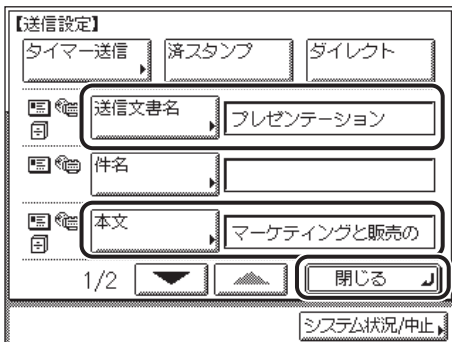 【送信設定】
タイマー送信 済スタンプ ダイレクト
送信文書名 プレゼンテーション
件名
本文 マーケティングと販売の
1/2 閉じる
システム状況/中止